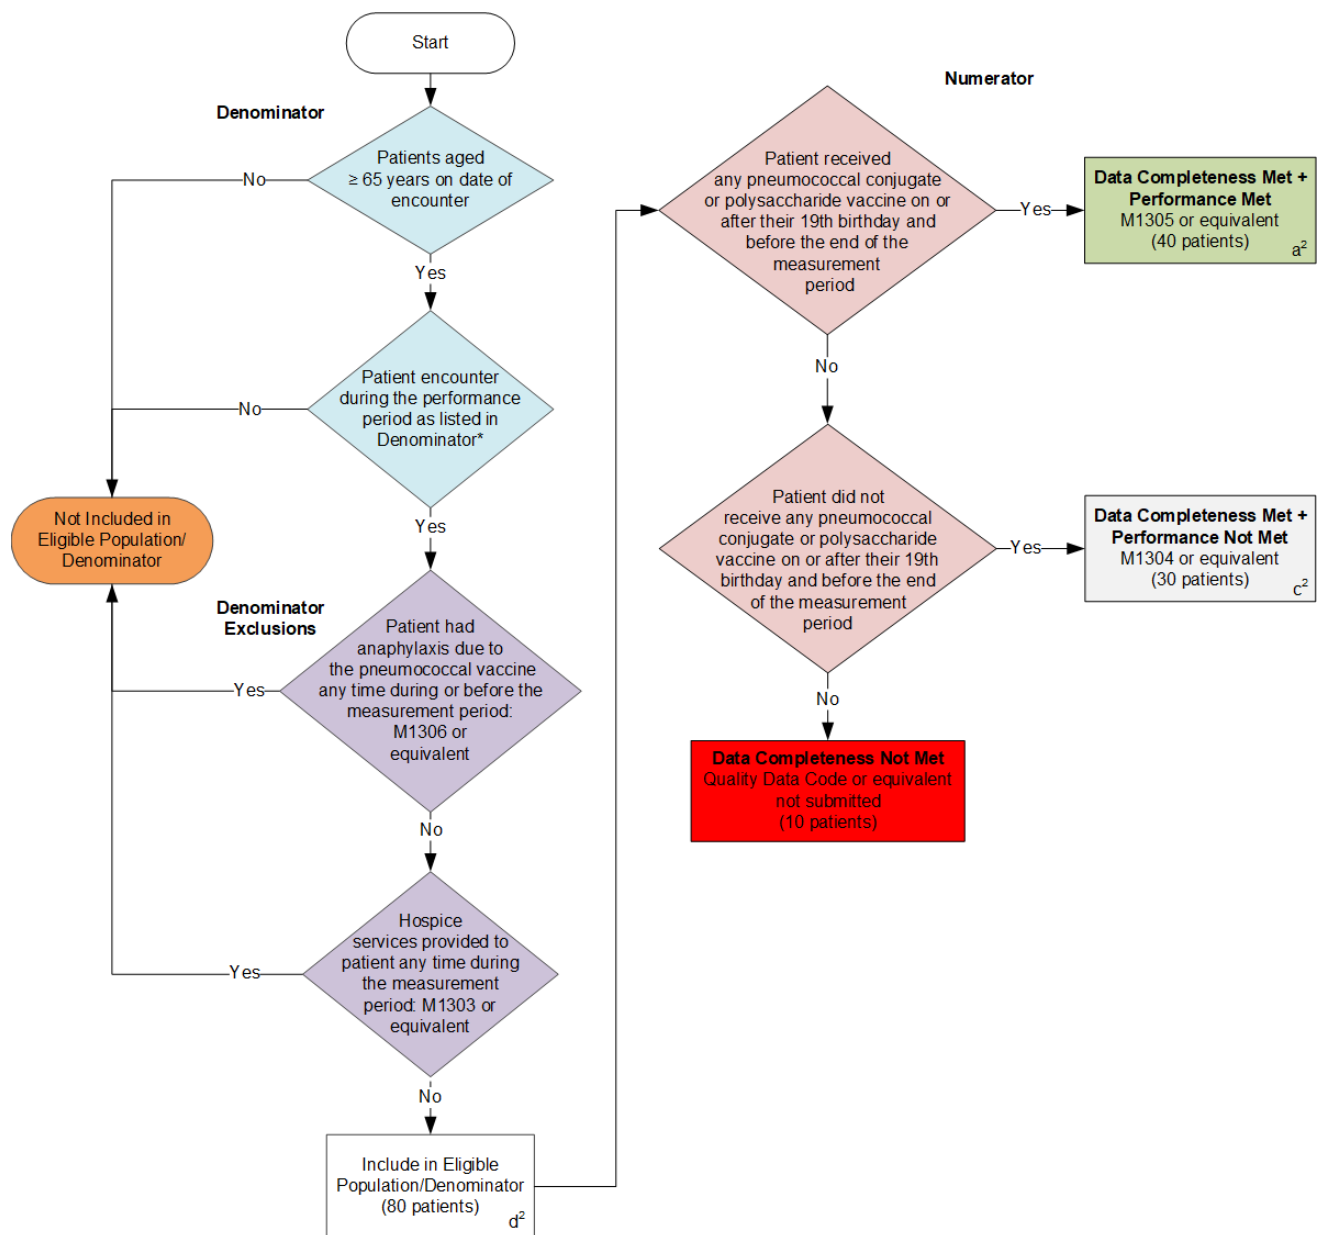 Start
Denominator
Patients aged
≥ 65 years on date of
encounter
No
Yes
Patient encounter
during the performance
period as listed in
Denominator*
No
Yes
Not Included in
Eligible Population/
Denominator
Denominator
Exclusions
Patient had
anaphylaxis due to
the pneumococcal vaccine
any time during or before the
measurement period:
M1306 or
equivalent
Yes
No
Hospice
services provided to
patient any time during
the measurement
period: M1303 or
equivalent
Yes
No
Include in Eligible
Population/Denominator
(80 patients)
d²
Numerator
Patient received
any pneumococcal conjugate
or polysaccharide vaccine on or
after their 19th birthday and
before the end of the
measurement
period
Yes
Data Completeness Met +
Performance Met
M1305 or equivalent
(40 patients)
a²
No
Patient did not
receive any pneumococcal
conjugate or polysaccharide
vaccine on or after their 19th
birthday and before the end
of the measurement
period
Yes
Data Completeness Met +
Performance Not Met
M1304 or equivalent
(30 patients)
c²
No
Data Completeness Not Met
Quality Data Code or equivalent
not submitted
(10 patients)